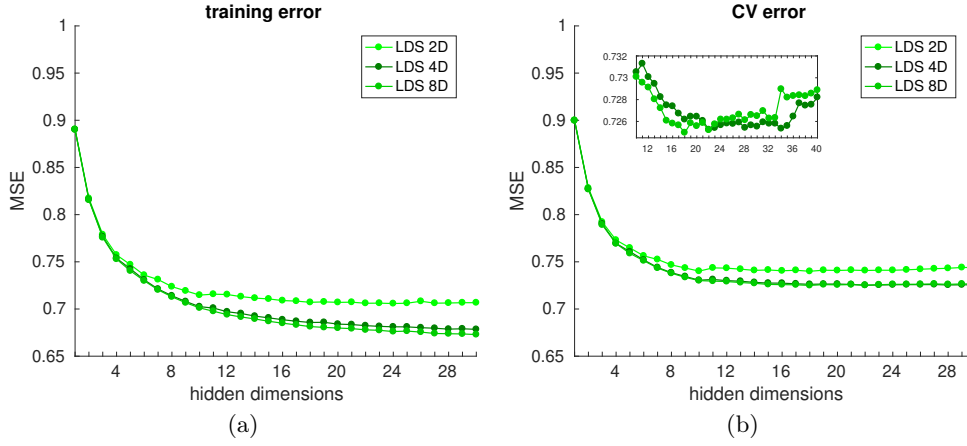 training error
1
0.95
0.9
0.85
0.8
0.75
0.7
0.65
MSE
LDS 2D
LDS 4D
LDS 8D
4 8 12 16 20 24 28
hidden dimensions
(a)
CV error
1
0.95
0.9
0.85
0.8
0.75
0.7
0.65
MSE
LDS 2D
LDS 4D
LDS 8D
0.732
0.73
0.728
0.726
12 16 20 24 28 32 36 40
4 8 12 16 20 24 28
hidden dimensions
(b)